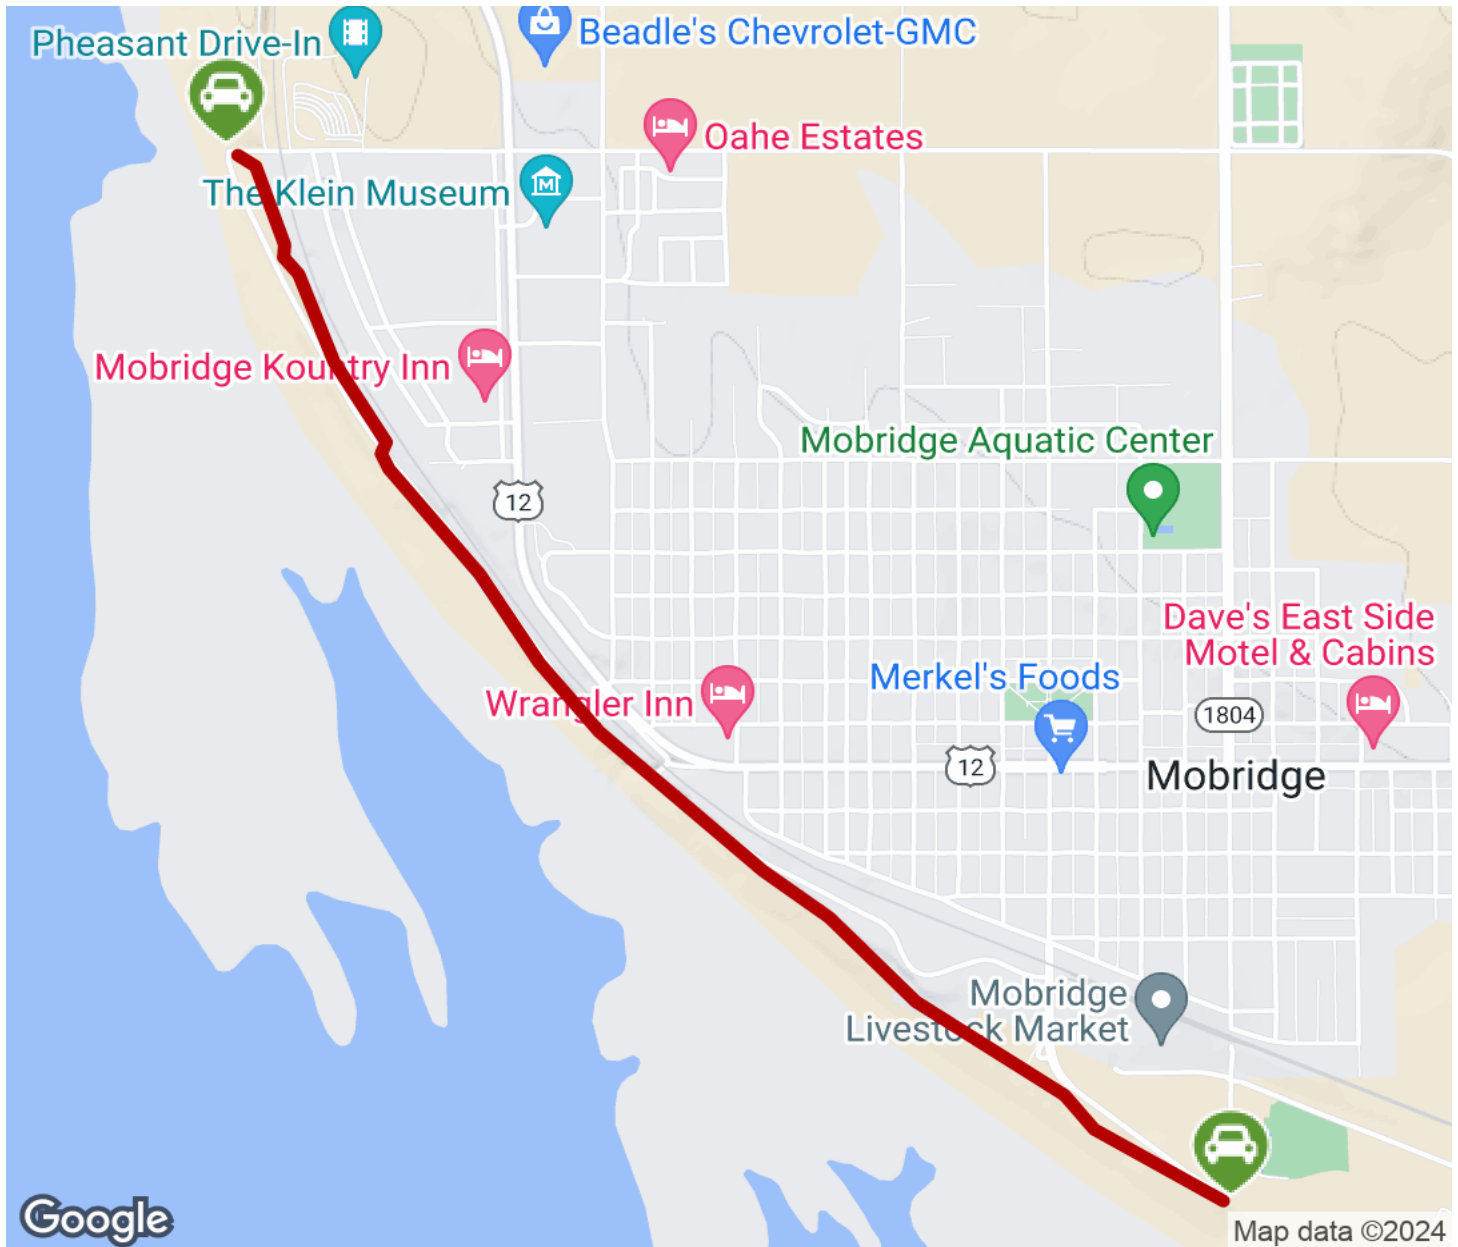 Pheasant Drive-In
Beadle's Chevrolet-GMC
Oahe Estates
The Klein Museum
M
Mobridge Kountry Inn
Mobridge Aquatic Center
12
Dave's East Side
Motel & Cabins
Merkel's Foods
Wrangler Inn
1804
12
Mobridge
Mobridge
Livestock Market
Google
Map data ©2024